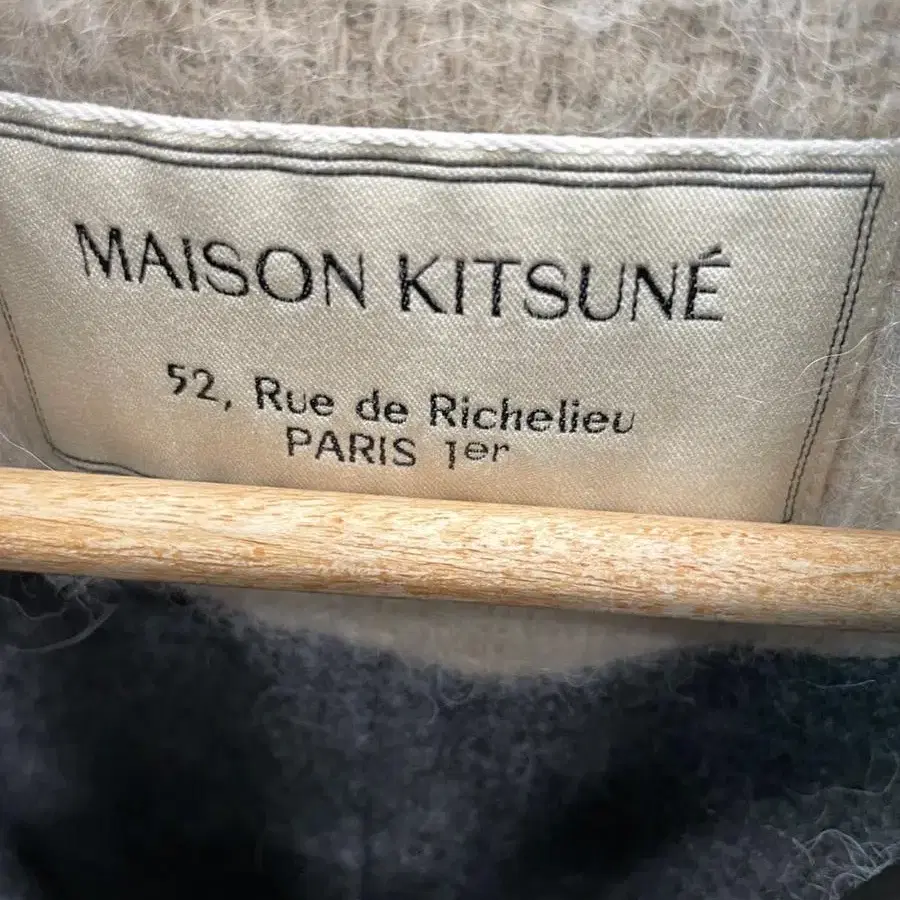 MAISON KITSUNÉ
52, Rue de Richelieu
PARIS 1er